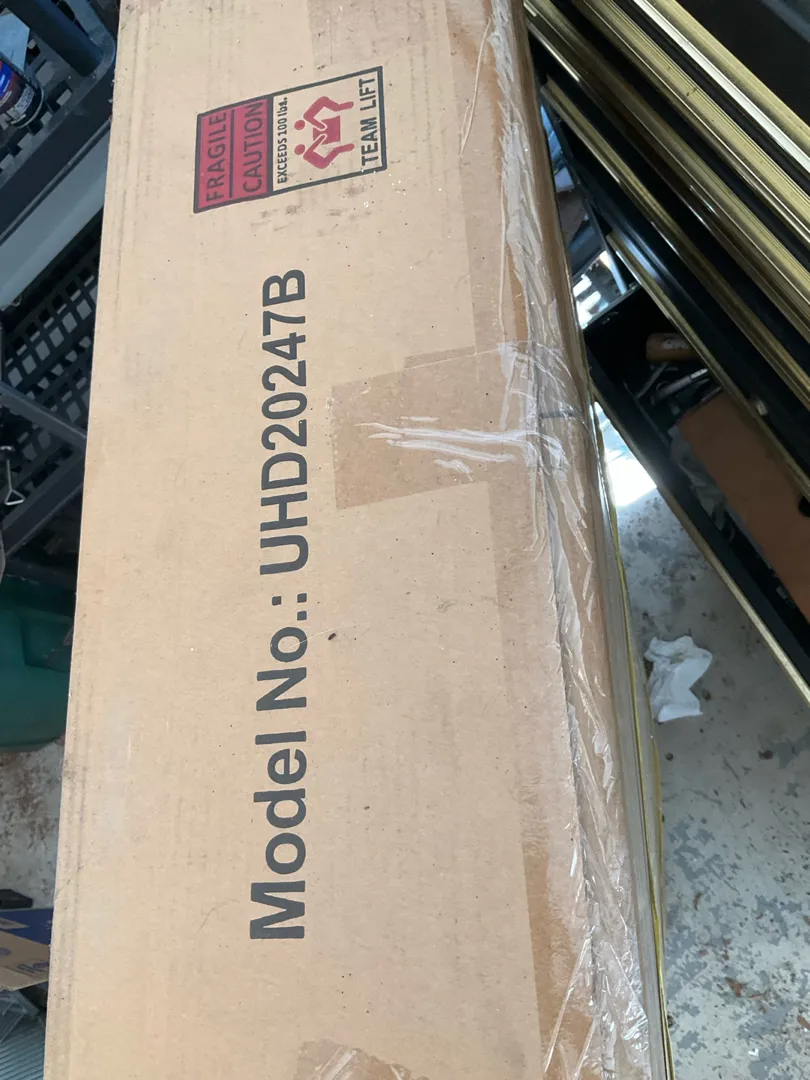 FRAGILE
CAUTION
EXCEEDS 100 lbs.
TEAM LIFT
Model No.: UHD20247B